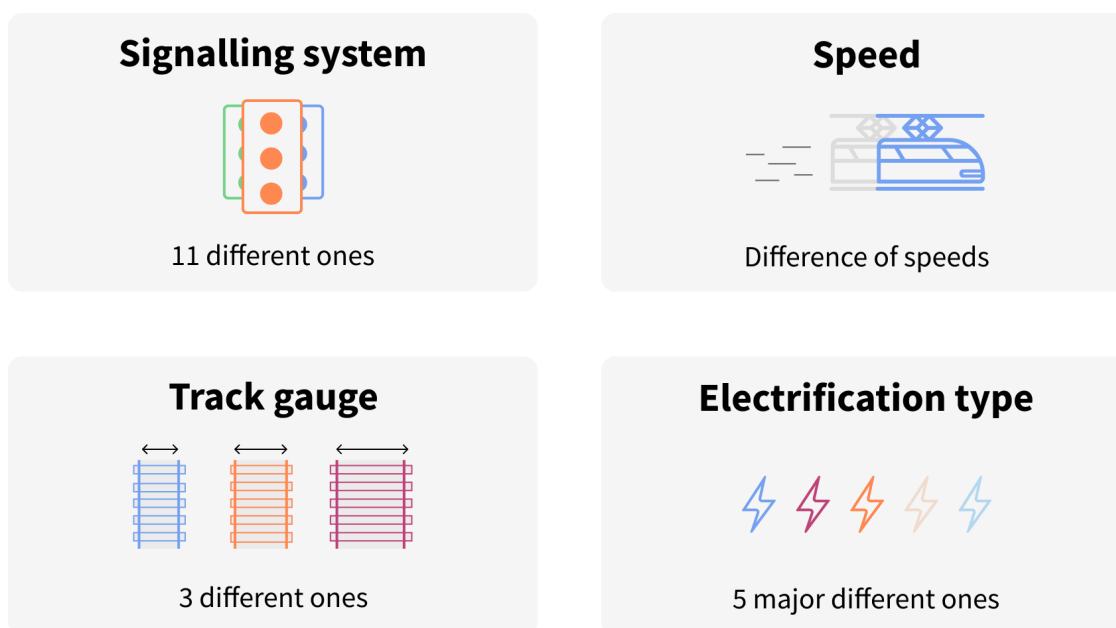 Signalling system
11 different ones
Speed
Difference of speeds
Track gauge
3 different ones
Electrification type
5 major different ones